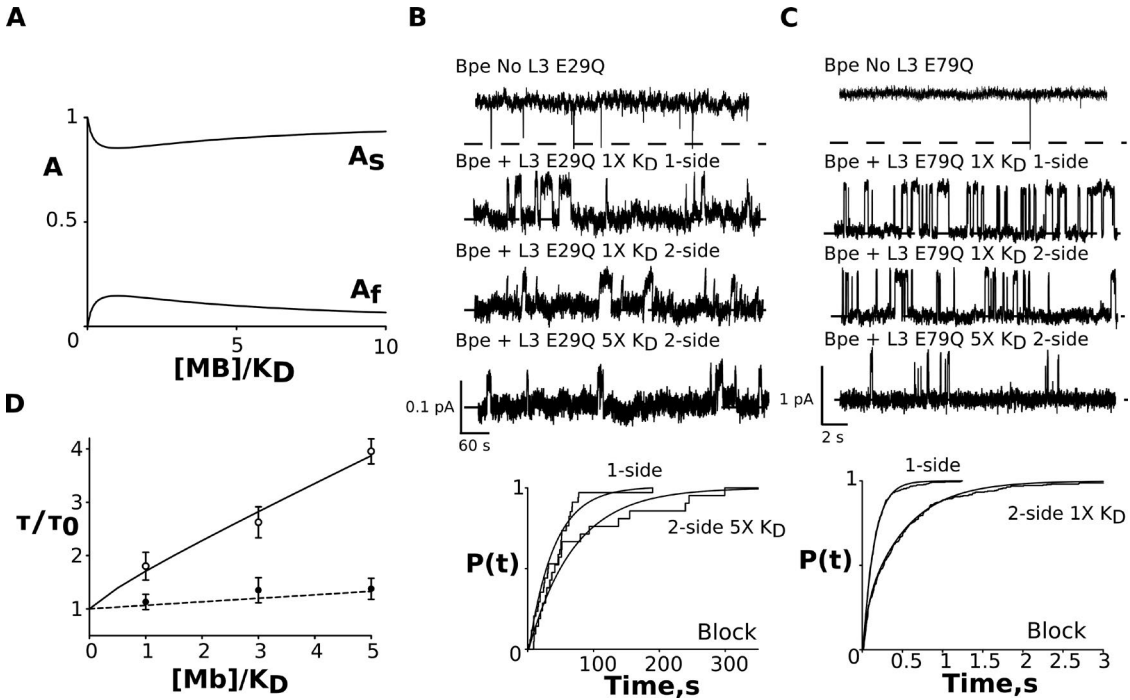 A
1
A
0.5
0
As
Af
0
5
10
[MB]/KD
B
Bpe No L3 E29Q
Bpe + L3 E29Q 1X KD 1-side
Bpe + L3 E29Q 1X KD 2-side
Bpe + L3 E29Q 5X KD 2-side
0.1 pA
60 s
1-side
1
2-side 5X KD
P(t)
Block
0
100
200
300
Time,s
C
Bpe No L3 E79Q
Bpe + L3 E79Q 1X KD 1-side
Bpe + L3 E79Q 1X KD 2-side
Bpe + L3 E79Q 5X KD 2-side
1 pA
2 s
1-side
1
2-side 1X KD
P(t)
Block
0
0.5
1
1.5
2
2.5
3
Time,s
D
4
3
τ/τ0
2
1
0
1
2
3
4
5
[Mb]/KD